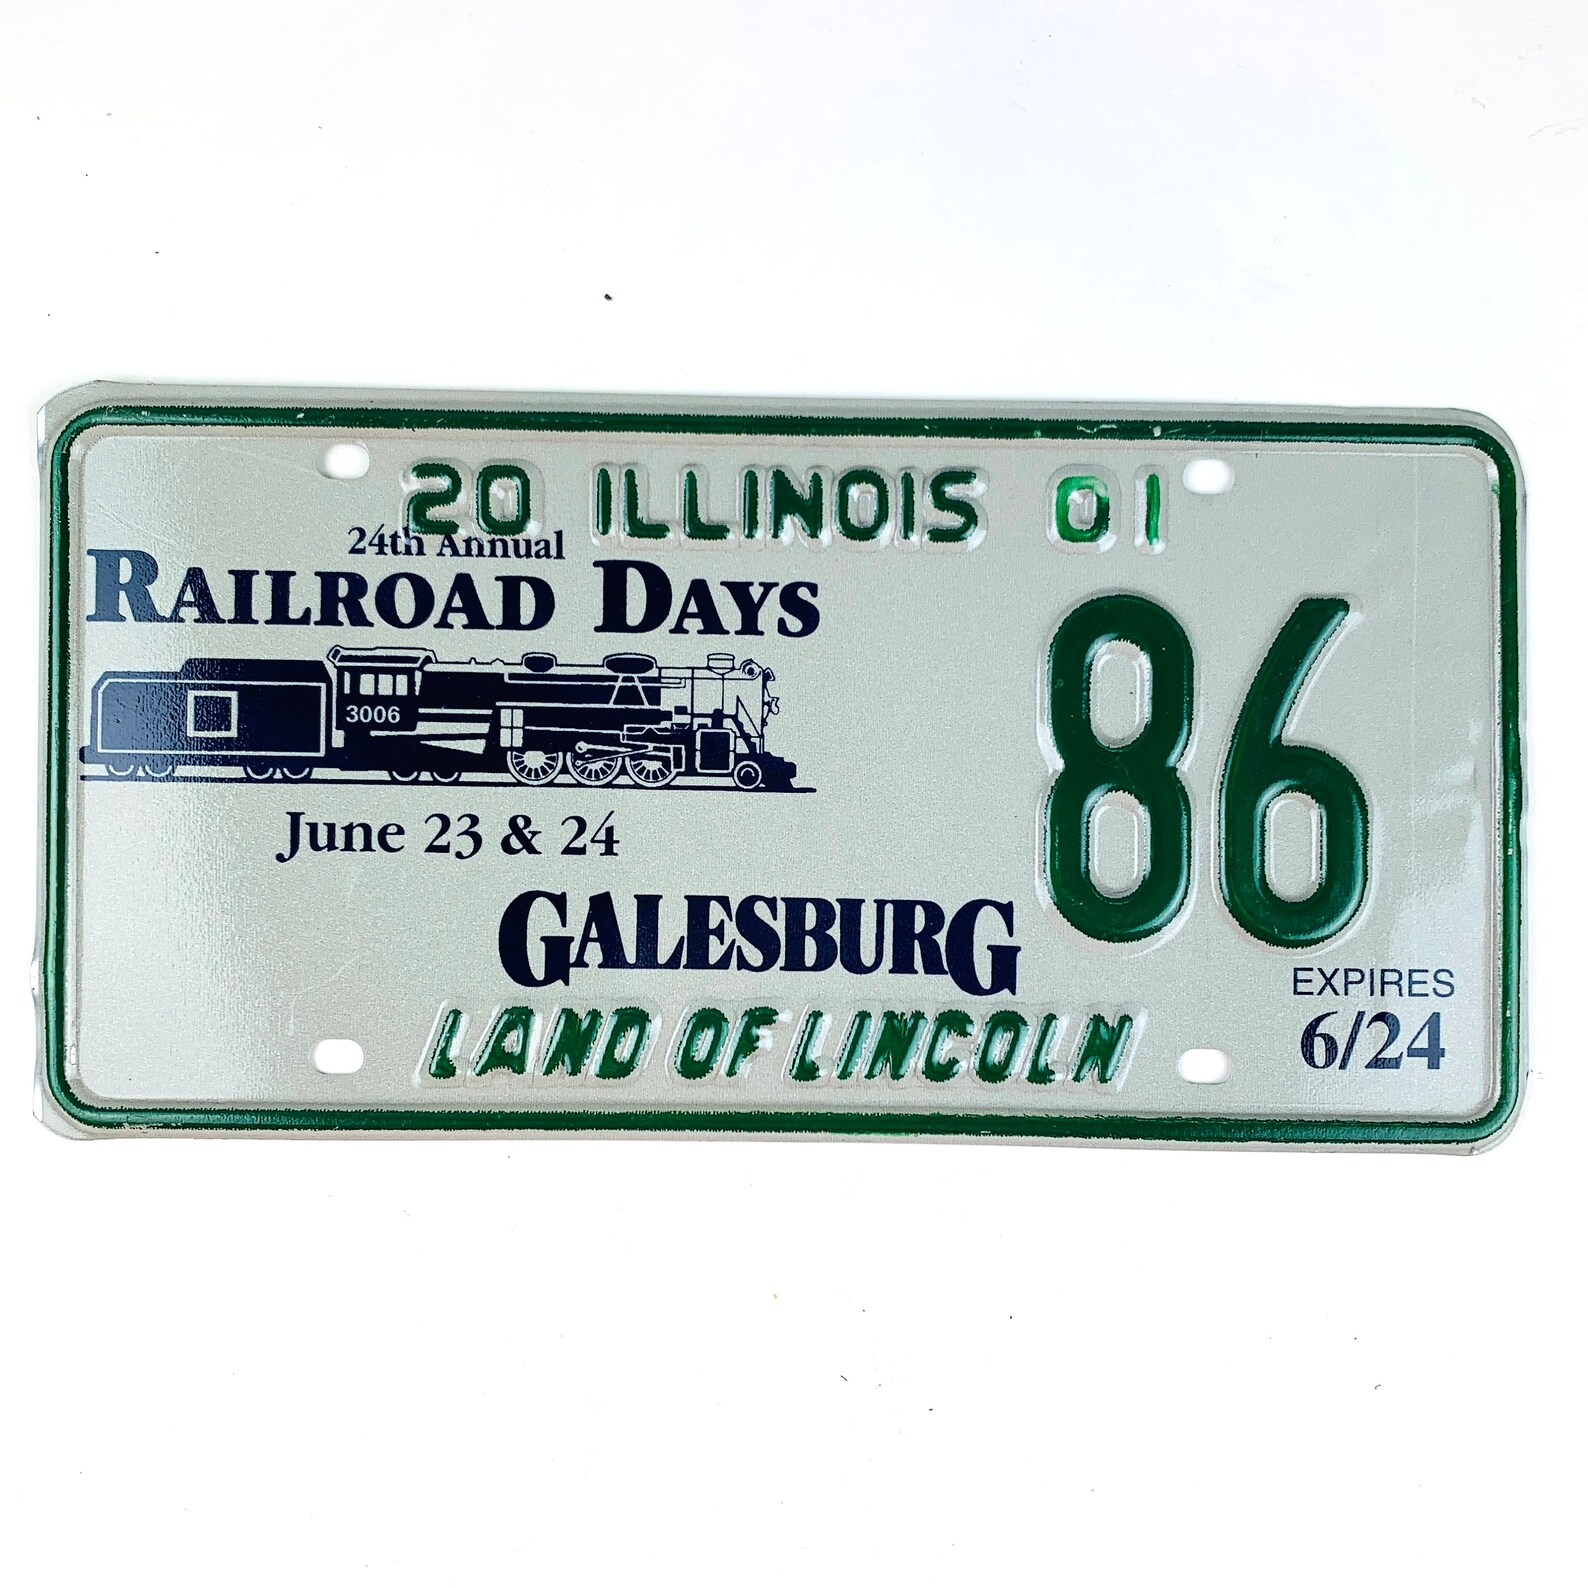 20 ILLINOIS 01
24th Annual
RAILROAD DAYS
3006
June 23 & 24
86
GALESBURG
EXPIRES
6/24
LAND OF LINCOLN